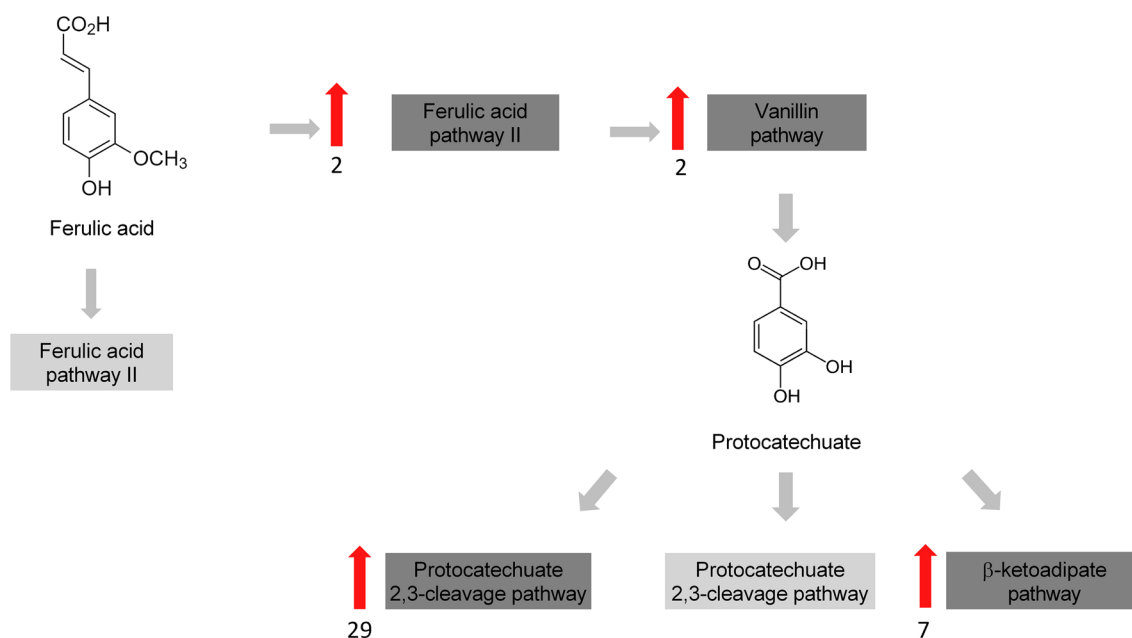 CO2H
OCH3
OH
Ferulic acid
Ferulic acid
pathway II
2
Ferulic acid
pathway II
2
Vanillin
pathway
O
OH
OH
OH
Protocatechuate
29
Protocatechuate
2,3-cleavage pathway
Protocatechuate
2,3-cleavage pathway
7
β-ketoadipate
pathway